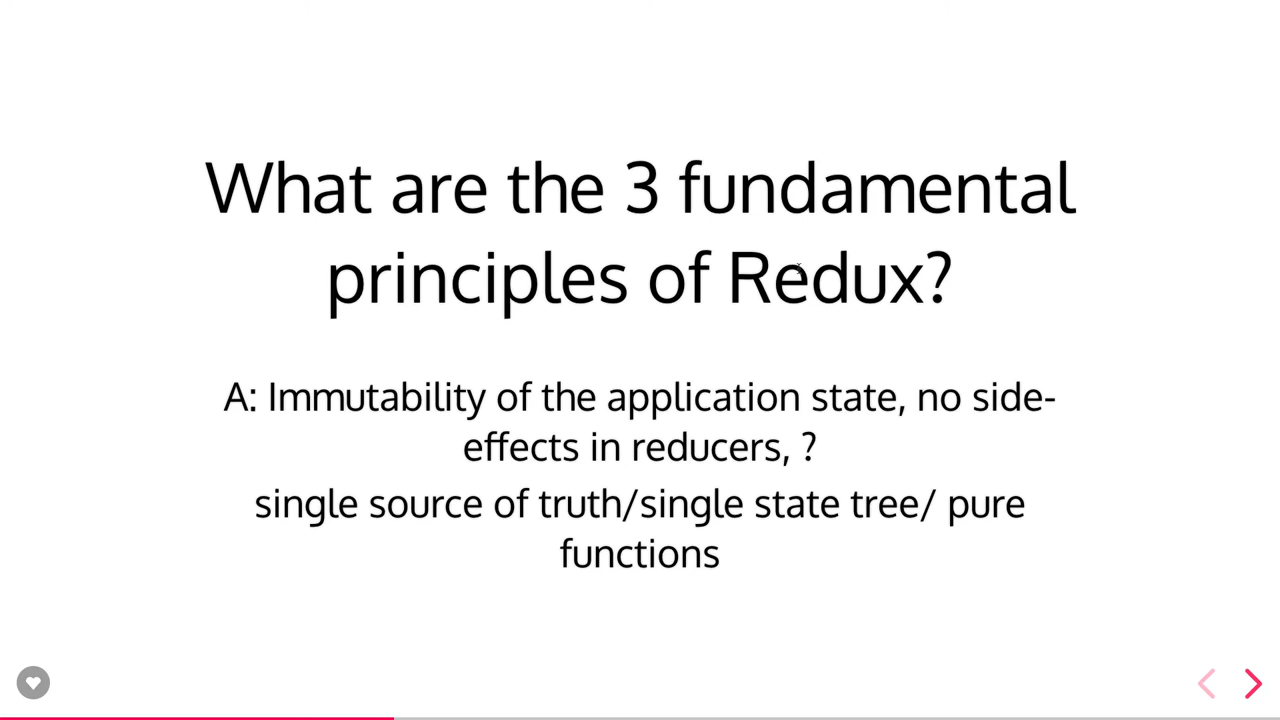 What are the 3 fundamental
principles of Redux?
A: Immutability of the application state, no side-
effects in reducers, ?
single source of truth/single state tree/ pure
functions